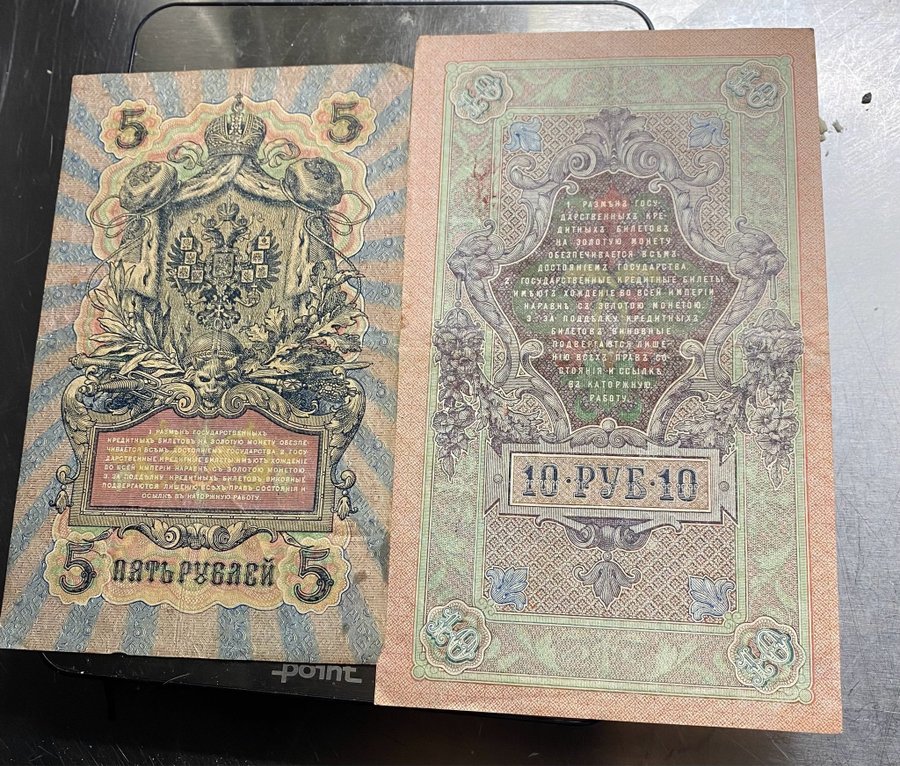 5 5
1. РАЗМѢНЪ ГОСУДАРСТВЕННЫХЪ
КРЕДИТНЫХЪ БИЛЕТОВЪ НА ЗОЛОТУЮ МОНЕТУ ОБЕЗПЕ-
ЧИВАЕТСЯ ВСѢМЪ ДОСТОЯНІЕМЪ ГОСУДАРСТВА. 2. ГОСУ-
ДАРСТВЕННЫЕ КРЕДИТНЫЕ БИЛЕТЫ ИМѢЮТЪ ХОЖДЕНІЕ
ВО ВСЕЙ ИМПЕРІИ НАРАВНѢ СЪ ЗОЛОТОЮ МОНЕТОЮ.
3. ЗА ПОДДѢЛКУ КРЕДИТНЫХЪ БИЛЕТОВЪ ВИНОВНЫЕ
ПОДВЕРГАЮТСЯ ЛИШЕНІЮ ВСѢХЪ ПРАВЪ СОСТОЯНІЯ И
ССЫЛКѢ ВЪ КАТОРЖНУЮ РАБОТУ.
5 ПЯТЬ РУБЛЕЙ 5
10 10
1. РАЗМѢНЪ ГОСУ-
ДАРСТВЕННЫХЪ КРЕ-
ДИТНЫХЪ БИЛЕТОВЪ
НА ЗОЛОТУЮ МОНЕТУ
ОБЕЗПЕЧИВАЕТСЯ ВСѢМЪ
ДОСТОЯНІЕМЪ ГОСУДАРСТВА.
2. ГОСУДАРСТВЕННЫЕ КРЕДИТНЫЕ БИЛЕТЫ
ИМѢЮТЪ ХОЖДЕНІЕ ВО ВСЕЙ ИМПЕРІИ
НАРАВНѢ СЪ ЗОЛОТОЮ МОНЕТОЮ.
3. ЗА ПОДДѢЛКУ КРЕДИТНЫХЪ
БИЛЕТОВЪ ВИНОВНЫЕ
ПОДВЕРГАЮТСЯ ЛИШЕ-
НІЮ ВСѢХЪ ПРАВЪ СО-
СТОЯНІЯ И ССЫЛКѢ
ВЪ КАТОРЖНУЮ
РАБОТУ.
10·РУБ·10
10 10
point